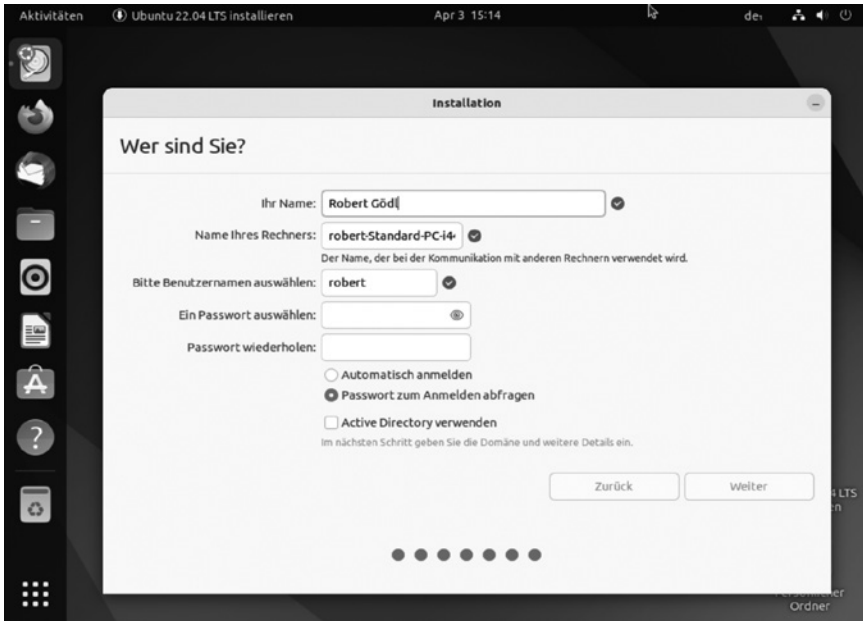 Aktivitäten Ubuntu 22.04 LTS installieren Apr 3 15:14
Installation
Wer sind Sie?
Ihr Name: Robert Gödl
Name Ihres Rechners: robert-Standard-PC-i4
Der Name, der bei der Kommunikation mit anderen Rechnern verwendet wird.
Bitte Benutzernamen auswählen: robert
Ein Passwort auswählen:
Passwort wiederholen:
Automatisch anmelden
Passwort zum Anmelden abfragen
Active Directory verwenden
Im nächsten Schritt geben Sie die Domäne und weitere Details ein.
Zurück Weiter
LTS
Ordner